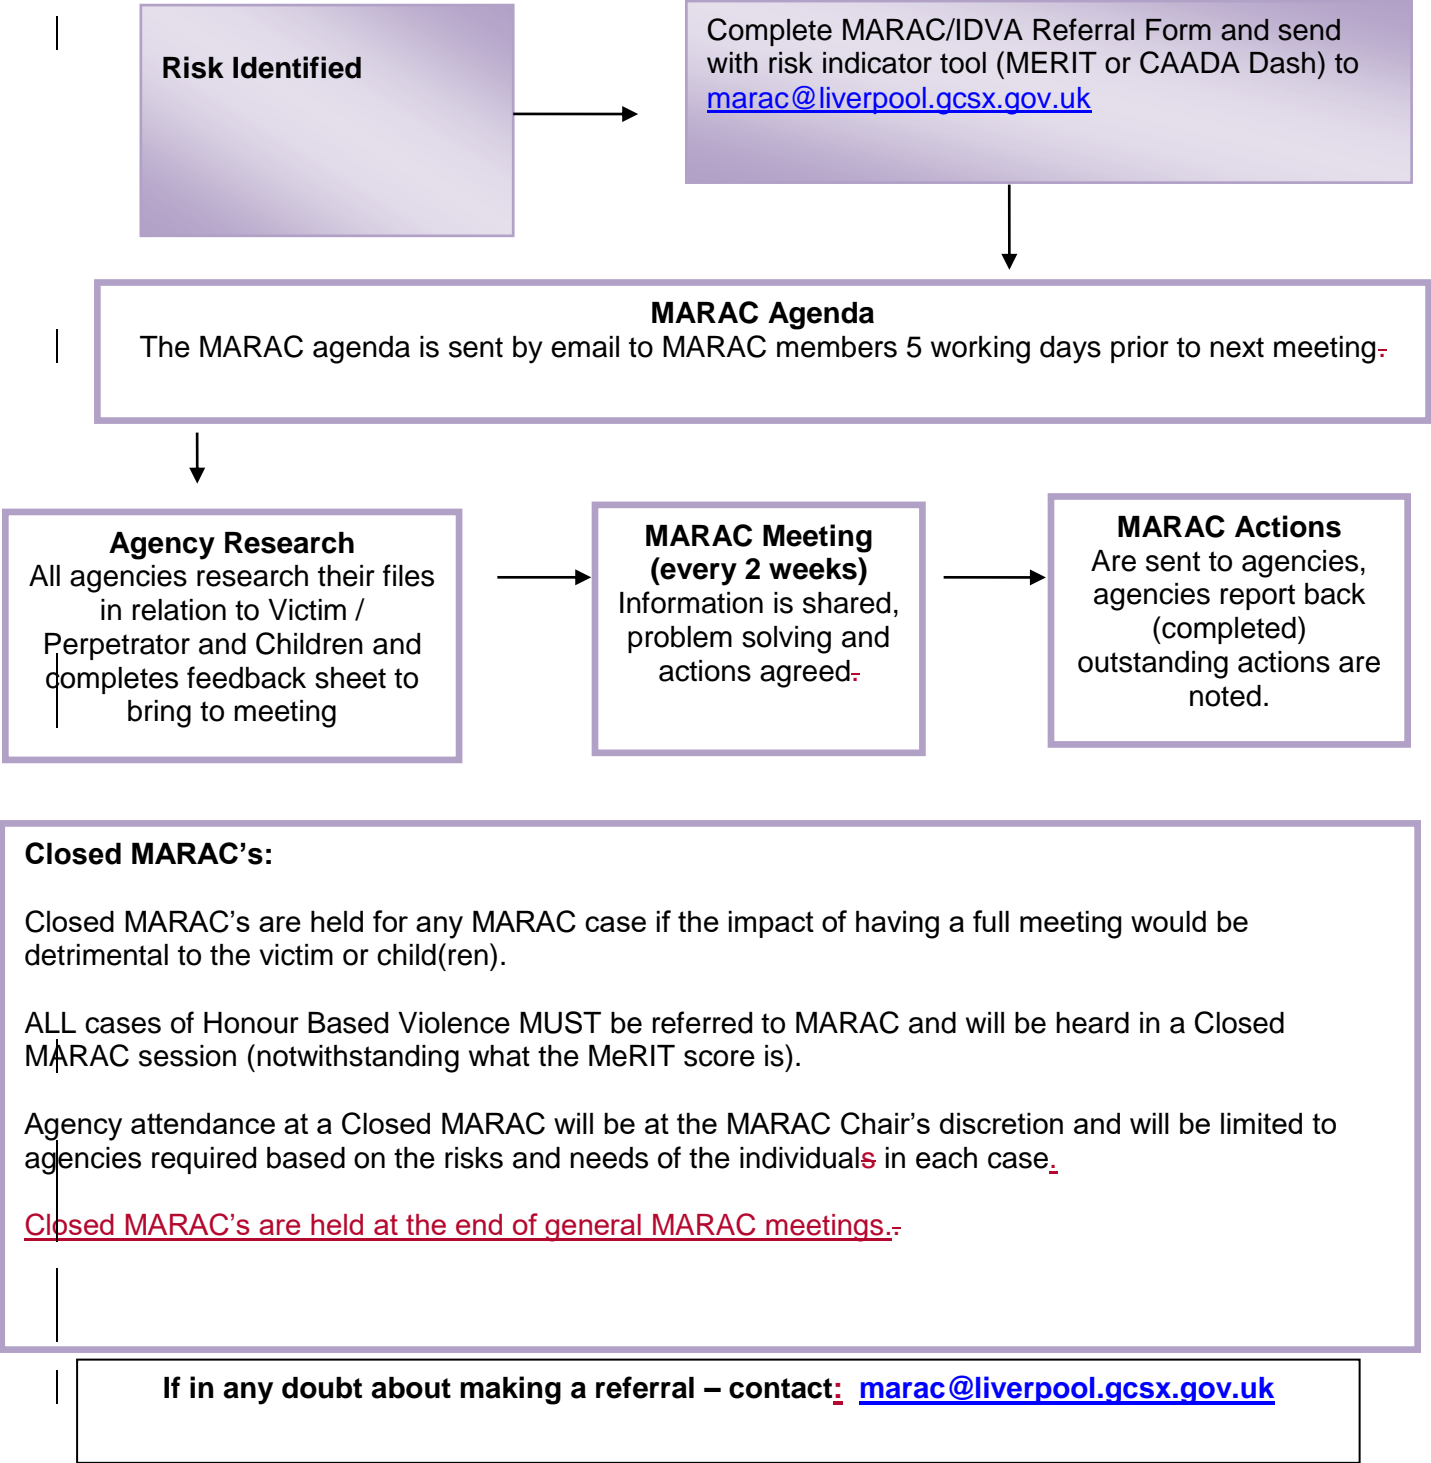 Risk Identified
Complete MARAC/IDVA Referral Form and send
with risk indicator tool (MERIT or CAADA Dash) to
marac@liverpool.gcsx.gov.uk
MARAC Agenda
The MARAC agenda is sent by email to MARAC members 5 working days prior to next meeting.
Agency Research
All agencies research their files
in relation to Victim /
Perpetrator and Children and
completes feedback sheet to
bring to meeting
MARAC Meeting
(every 2 weeks)
Information is shared,
problem solving and
actions agreed.
MARAC Actions
Are sent to agencies,
agencies report back
(completed)
outstanding actions are
noted.
Closed MARAC’s:
Closed MARAC’s are held for any MARAC case if the impact of having a full meeting would be
detrimental to the victim or child(ren).
ALL cases of Honour Based Violence MUST be referred to MARAC and will be heard in a Closed
MARAC session (notwithstanding what the MeRIT score is).
Agency attendance at a Closed MARAC will be at the MARAC Chair’s discretion and will be limited to
agencies required based on the risks and needs of the individuals in each case.
Closed MARAC’s are held at the end of general MARAC meetings..
If in any doubt about making a referral – contact: marac@liverpool.gcsx.gov.uk